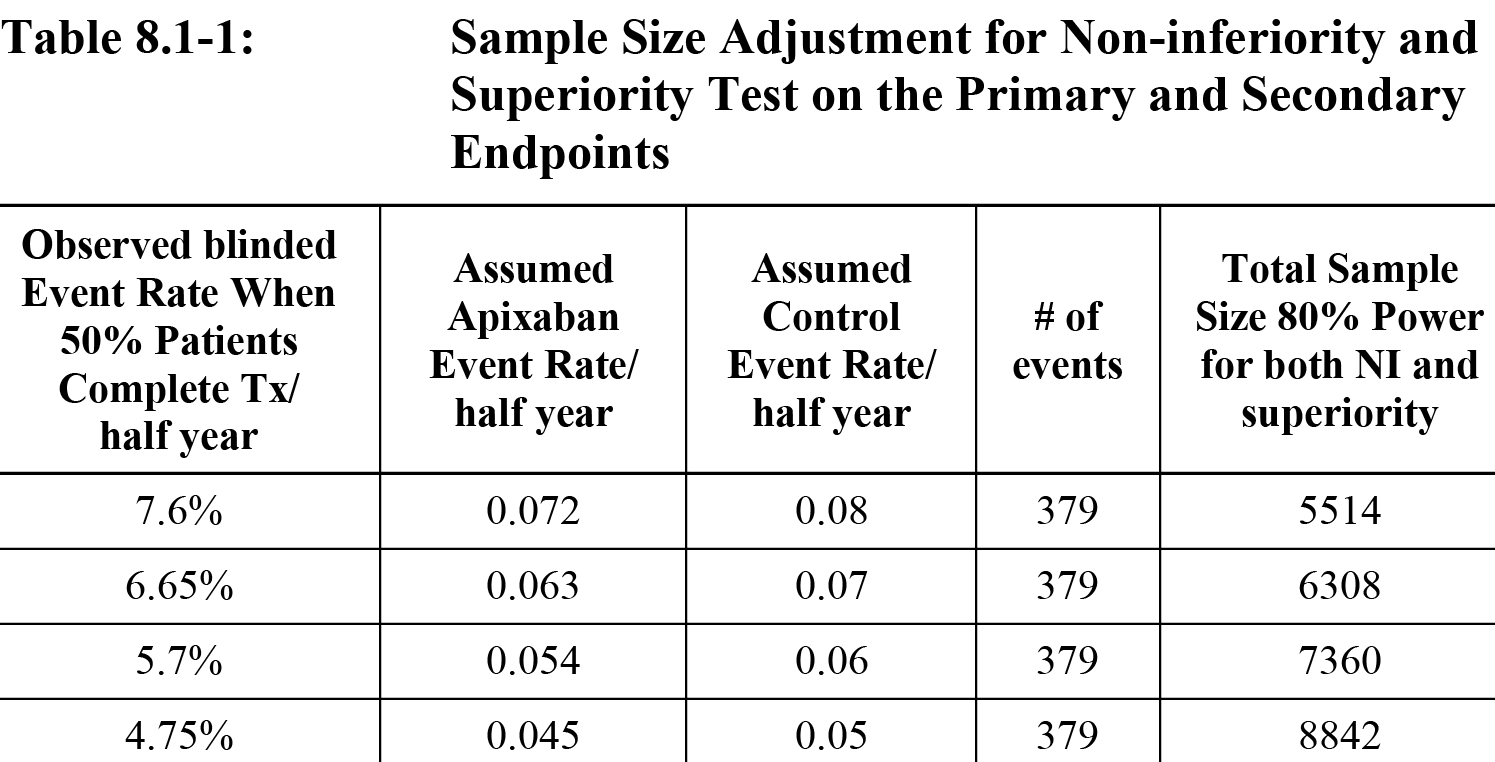 Table 8.1-1: Sample Size Adjustment for Non-inferiority and
Superiority Test on the Primary and Secondary
Endpoints
Observed blinded
Event Rate When
50% Patients
Complete Tx/
half year
Assumed
Apixaban
Event Rate/
half year
Assumed
Control
Event Rate/
half year
# of
events
Total Sample
Size 80% Power
for both NI and
superiority
7.6% 0.072 0.08 379 5514
6.65% 0.063 0.07 379 6308
5.7% 0.054 0.06 379 7360
4.75% 0.045 0.05 379 8842